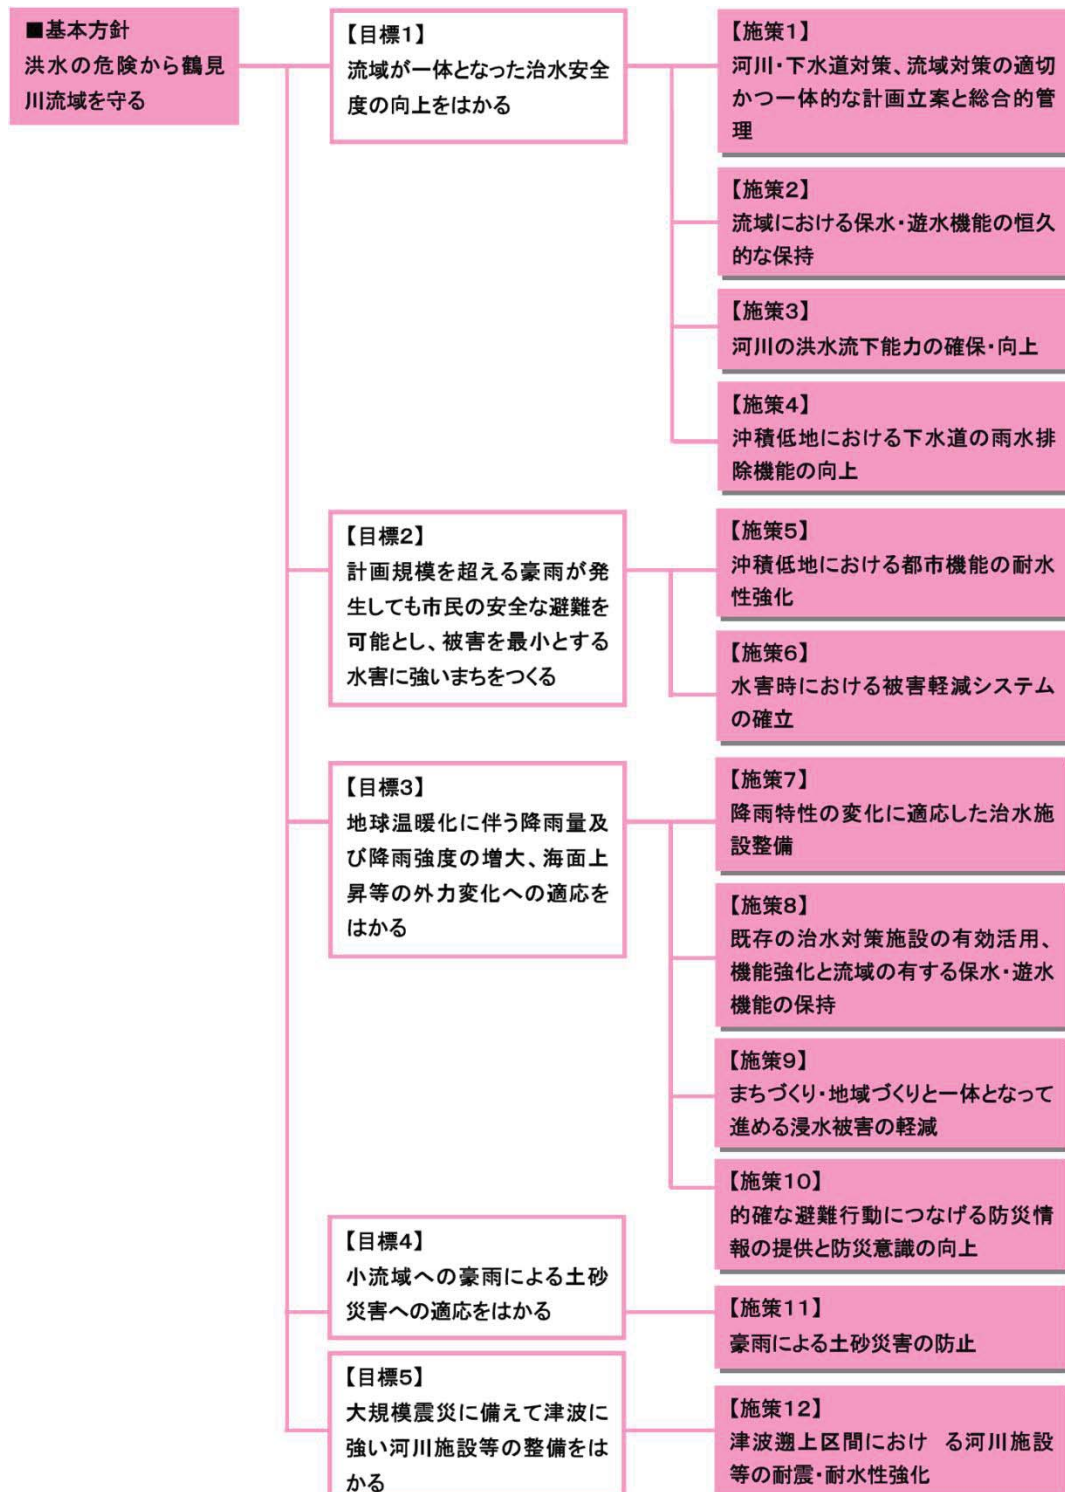 ■基本方針
洪水の危険から鶴見
川流域を守る
【目標1】
流域が一体となった治水安全
度の向上をはかる
【施策1】
河川・下水道対策、流域対策の適切
かつ一体的な計画立案と総合的管
理
【施策2】
流域における保水・遊水機能の恒久
的な保持
【施策3】
河川の洪水流下能力の確保・向上
【施策4】
沖積低地における下水道の雨水排
除機能の向上
【目標2】
計画規模を超える豪雨が発
生しても市民の安全な避難を
可能とし、被害を最小とする
水害に強いまちをつくる
【施策5】
沖積低地における都市機能の耐水
性強化
【施策6】
水害時における被害軽減システム
の確立
【目標3】
地球温暖化に伴う降雨量及
び降雨強度の増大、海面上
昇等の外力変化への適応を
はかる
【施策7】
降雨特性の変化に適応した治水施
設整備
【施策8】
既存の治水対策施設の有効活用、
機能強化と流域の有する保水・遊水
機能の保持
【施策9】
まちづくり・地域づくりと一体となって
進める浸水被害の軽減
【施策10】
的確な避難行動につなげる防災情
報の提供と防災意識の向上
【目標4】
小流域への豪雨による土砂
災害への適応をはかる
【施策11】
豪雨による土砂災害の防止
【目標5】
大規模震災に備えて津波に
強い河川施設等の整備をは
かる
【施策12】
津波遡上区間におけ る河川施設
等の耐震・耐水性強化